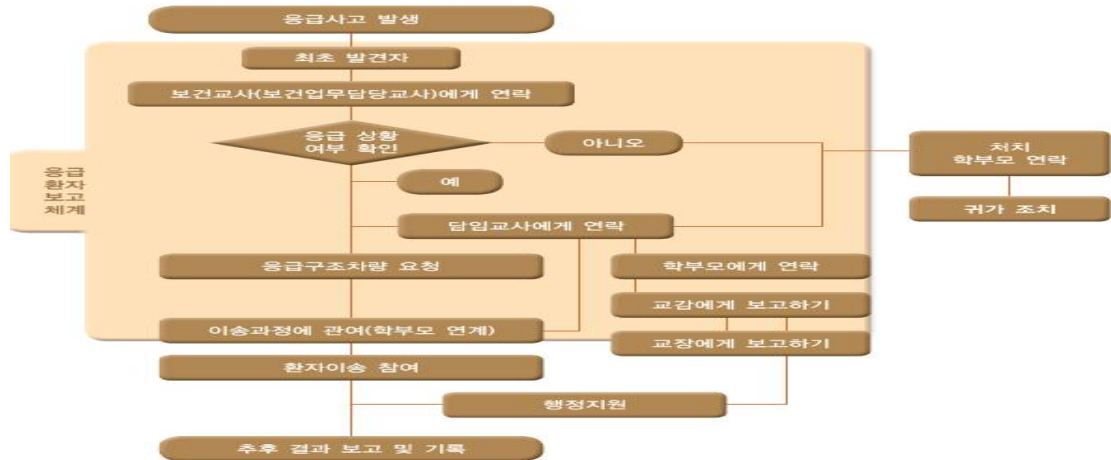 응급사고 발생
최초 발견자
보건교사(보건업무담당교사)에게 연락
응급 상황
여부 확인
아니오
처치
학부모 연락
응급
환자
보고
체계
예
귀가 조치
담임교사에게 연락
응급구조차량 요청
학부모에게 연락
교감에게 보고하기
이송과정에 관여(학부모 연계)
교장에게 보고하기
환자이송 참여
행정지원
추후 결과 보고 및 기록